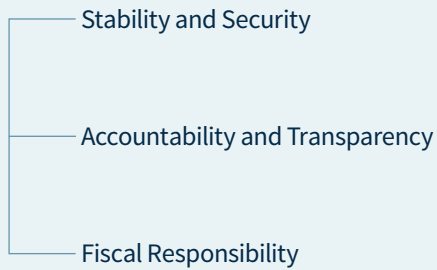 Stability and Security
Accountability and Transparency
Fiscal Responsibility